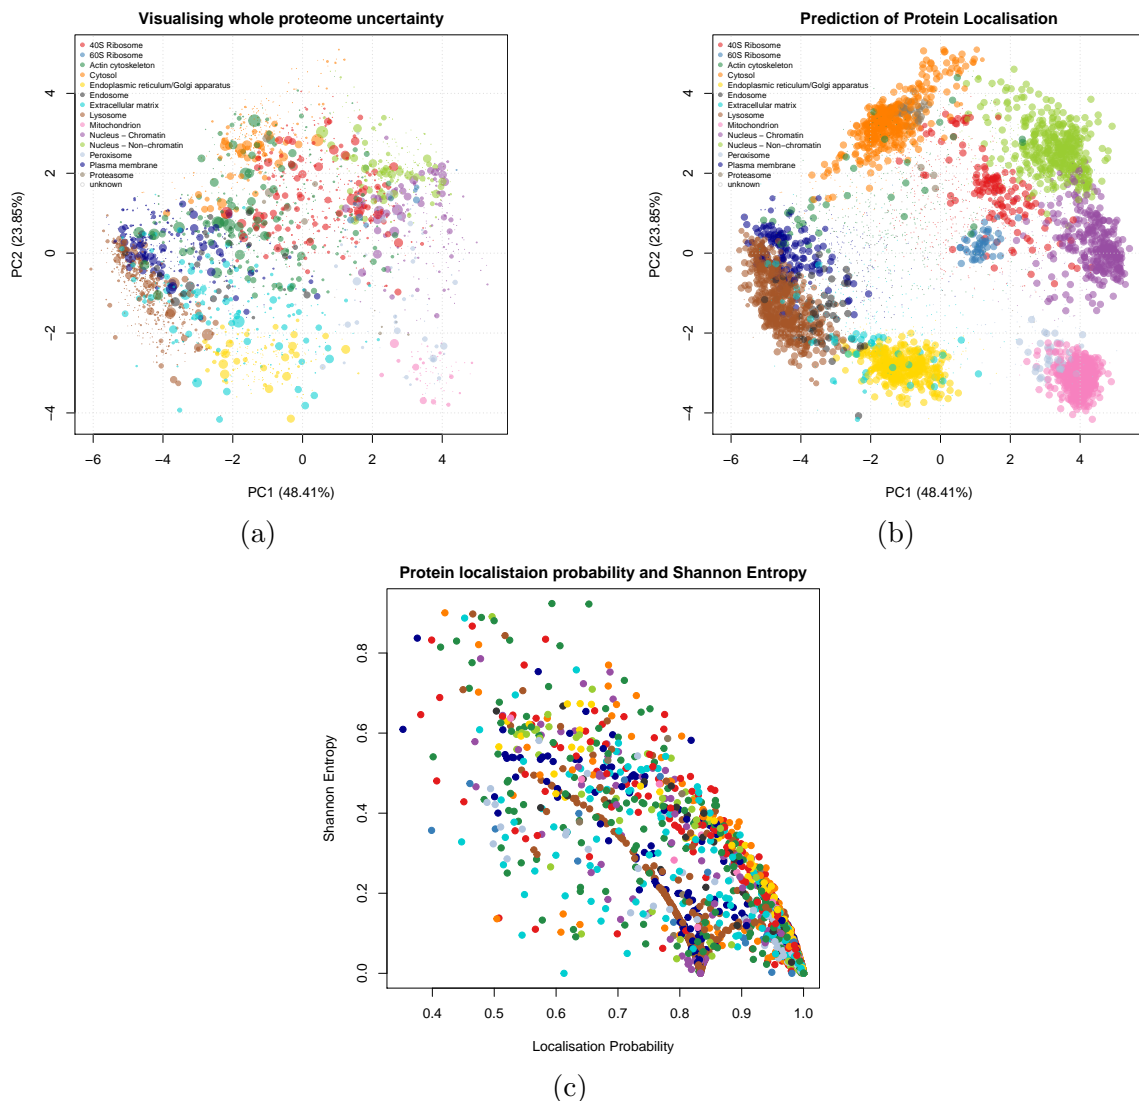 Visualising whole proteome uncertainty
40S Ribosome
60S Ribosome
Actin cytoskeleton
Cytosol
Endoplasmic reticulum/Golgi apparatus
Endosome
Extracellular matrix
Lysosome
Mitochondrion
Nucleus − Chromatin
Nucleus − Non−chromatin
Peroxisome
Plasma membrane
Proteasome
unknown
PC2 (23.85%)
4
2
0
−2
−4
−6 −4 −2 0 2 4
PC1 (48.41%)
(a)
Prediction of Protein Localisation
40S Ribosome
60S Ribosome
Actin cytoskeleton
Cytosol
Endoplasmic reticulum/Golgi apparatus
Endosome
Extracellular matrix
Lysosome
Mitochondrion
Nucleus − Chromatin
Nucleus − Non−chromatin
Peroxisome
Plasma membrane
Proteasome
unknown
PC2 (23.85%)
4
2
0
−2
−4
−6 −4 −2 0 2 4
PC1 (48.41%)
(b)
Protein localistaion probability and Shannon Entropy
Shannon Entropy
0.8
0.6
0.4
0.2
0.0
0.4 0.5 0.6 0.7 0.8 0.9 1.0
Localisation Probability
(c)